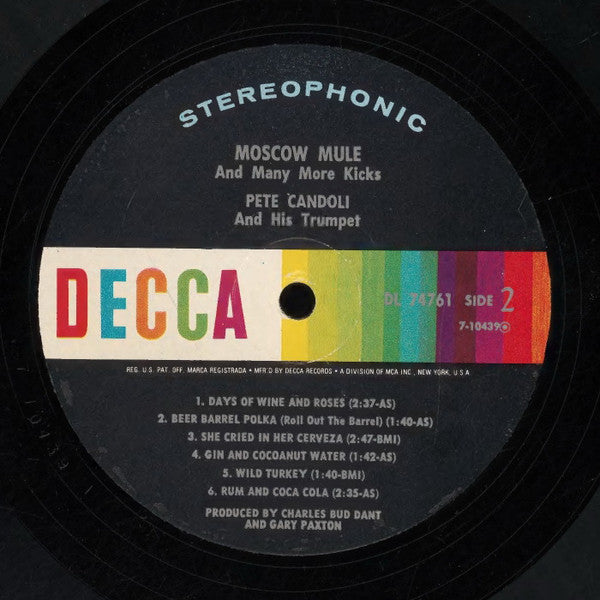 STEREOPHONIC
MOSCOW MULE
And Many More Kicks
PETE CANDOLI
And His Trumpet
DECCA
DL 74761 SIDE 2
7-10439
REG. U.S. PAT. OFF. MARCA REGISTRADA • MFR'D BY DECCA RECORDS • A DIVISION OF MCA INC., NEW YORK, U.S.A.
1. DAYS OF WINE AND ROSES (2:37-AS)
2. BEER BARREL POLKA (Roll Out The Barrel) (1:40-AS)
3. SHE CRIED IN HER CERVEZA (2:47-BMI)
4. GIN AND COCOANUT WATER (1:42-AS)
5. WILD TURKEY (1:40-BMI)
6. RUM AND COCA COLA (2:35-AS)
PRODUCED BY CHARLES BUD DANT
AND GARY PAXTON